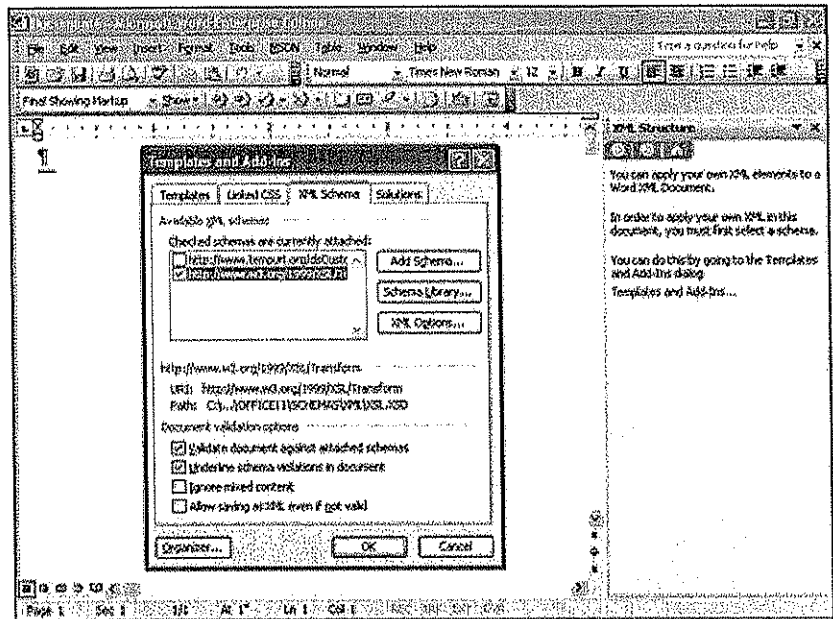 File Edit View Insert Format Tools Table Window Help
Type a question for help
Normal Times New Roman 12 B I U
Final Showing Markup Show
Templates and Add-Ins
Templates Linked CSS XML Schema Solutions
Available XML schemas
Checked schemas are currently attached:
Add Schema...
Schema Library...
XML Options...
http://www.w3.org/1999/XSL/Transform
URI: http://www.w3.org/1999/XSL/Transform
Path: C:\...\OFFICE11\SCHEMAS\XML\XSL.XSD
Document validation options
Validate document against attached schemas
Underline schema violations in document
Ignore mixed content
Allow saving as XML (even if not valid)
Organizer... OK Cancel
XML Structure
You can apply your own XML elements to a
Word XML Document.
In order to apply your own XML in this
document, you must first select a schema.
You can do this by going to the Templates
and Add-Ins dialog
Templates and Add-Ins...
Page 1 Sec 1 1/1 At 1" Ln 1 Col 1